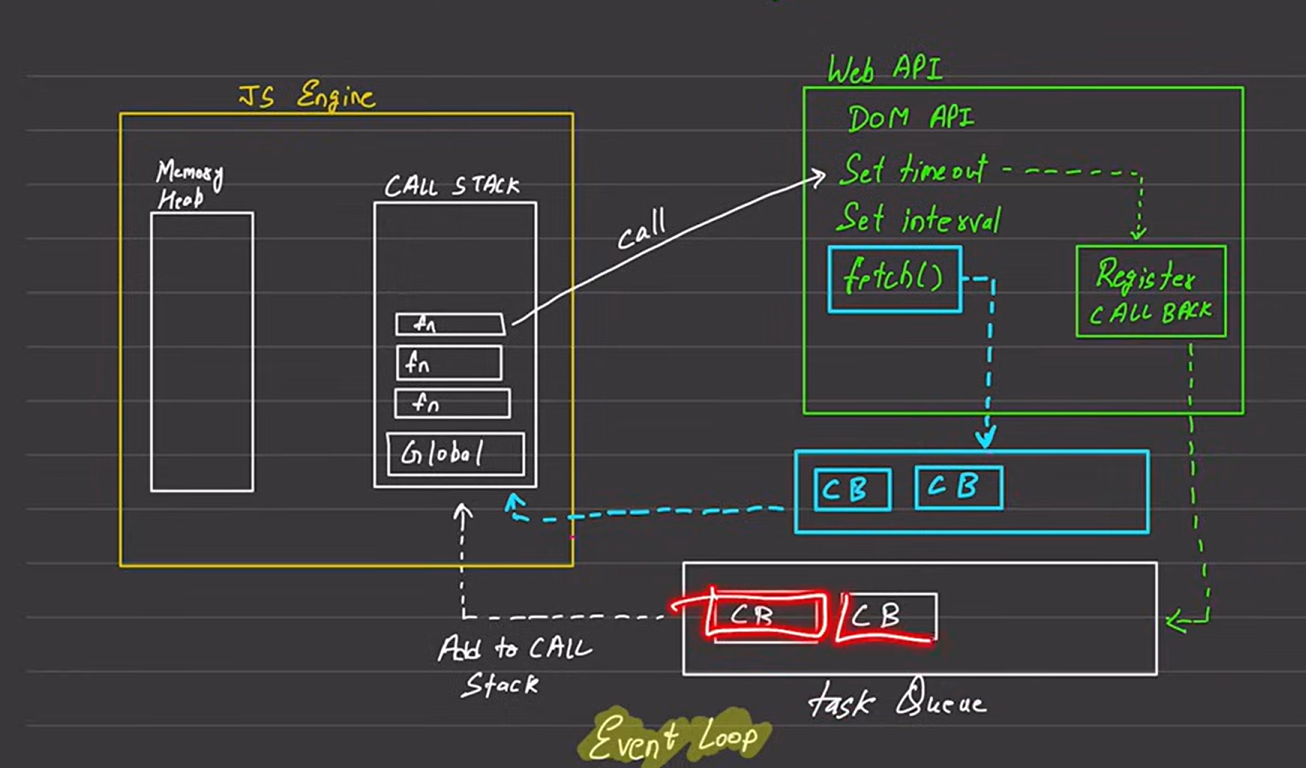 Web API
JS Engine
DOM API
Memory
Heap
CALL STACK
Set timeout
call
Set interval
fetch()
Register
CALL BACK
fn
fn
fn
Global
CB CB
CB CB
Add to CALL
Stack
task Queue
Event Loop